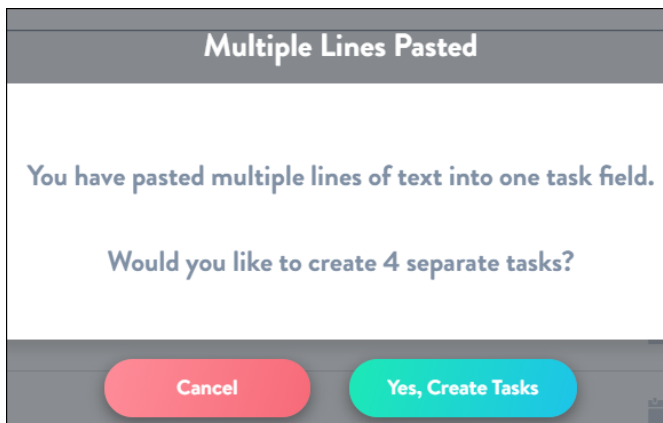 Multiple Lines Pasted
You have pasted multiple lines of text into one task field.
Would you like to create 4 separate tasks?
Cancel
Yes, Create Tasks